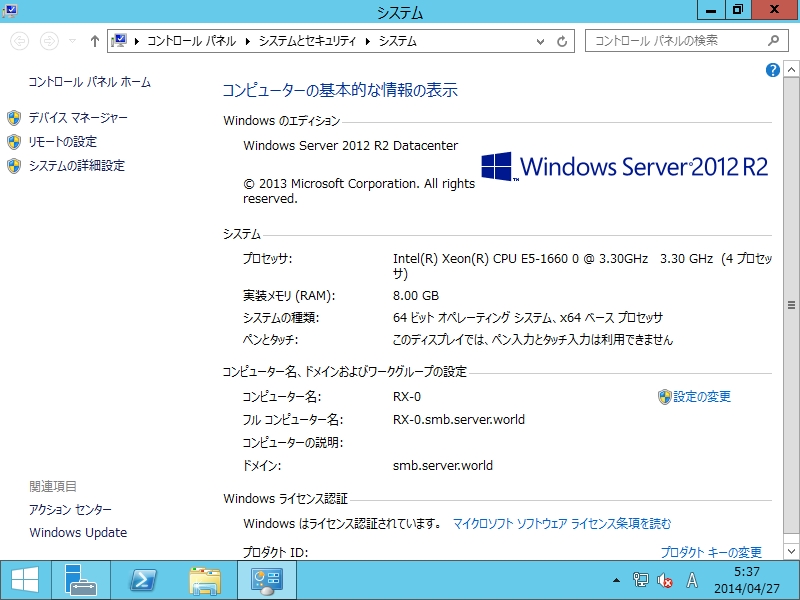 システム
コントロール パネル ▸ システムとセキュリティ ▸ システム
コントロール パネルの検索
コントロール パネル ホーム
デバイス マネージャー
リモートの設定
システムの詳細設定
コンピューターの基本的な情報の表示
Windows のエディション
Windows Server 2012 R2 Datacenter
© 2013 Microsoft Corporation. All rights
reserved.
Windows Server 2012 R2
システム
プロセッサ: Intel(R) Xeon(R) CPU E5-1660 0 @ 3.30GHz 3.30 GHz (4 プロセッ
サ)
実装メモリ (RAM): 8.00 GB
システムの種類: 64 ビット オペレーティング システム、x64 ベース プロセッサ
ペンとタッチ: このディスプレイでは、ペン入力とタッチ入力は利用できません
コンピューター名、ドメインおよびワークグループの設定
コンピューター名: RX-0 設定の変更
フル コンピューター名: RX-0.smb.server.world
コンピューターの説明:
ドメイン: smb.server.world
Windows ライセンス認証
Windows はライセンス認証されています。 マイクロソフト ソフトウェア ライセンス条項を読む
プロダクト ID: プロダクト キーの変更
関連項目
アクション センター
Windows Update
A
5:37
2014/04/27